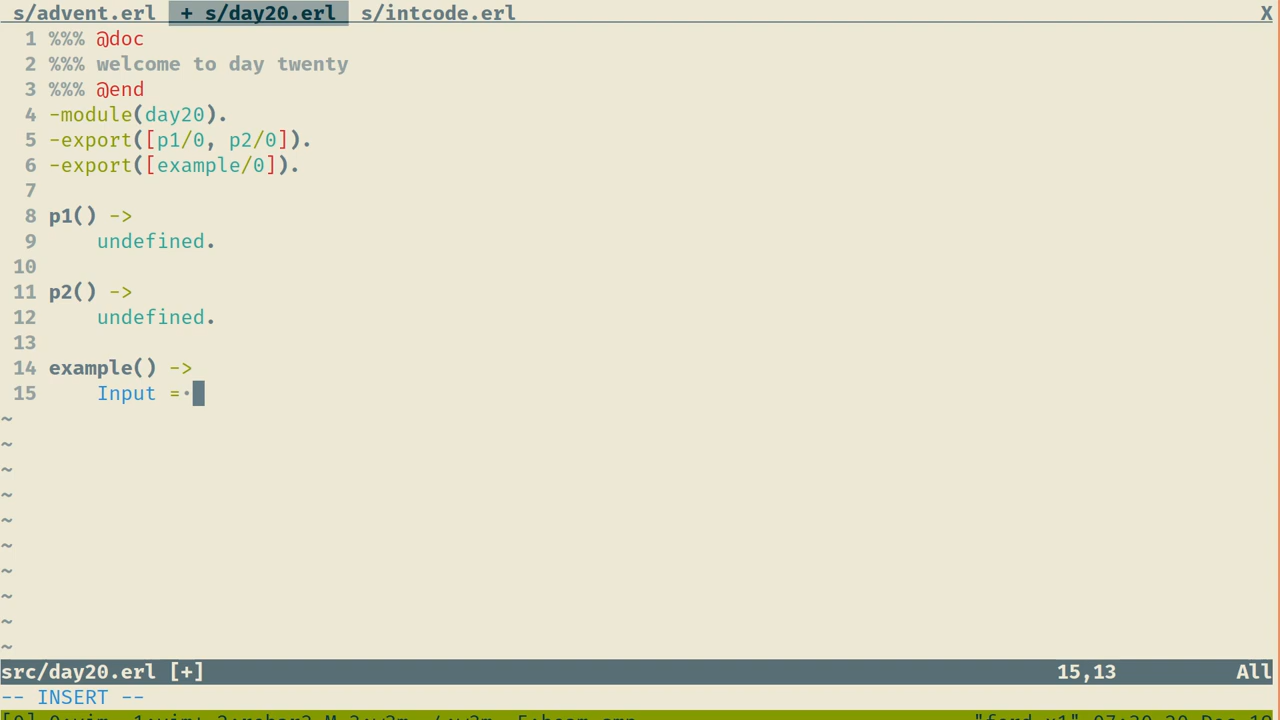 s/advent.erl + s/day20.erl s/intcode.erl X
1 %%% @doc
2 %%% welcome to day twenty
3 %%% @end
4 -module(day20).
5 -export([p1/0, p2/0]).
6 -export([example/0]).
7
8 p1() ->
9     undefined.
10
11 p2() ->
12     undefined.
13
14 example() ->
15     Input =·
~
~
~
~
~
~
~
~
~
~
src/day20.erl [+] 15,13 All
-- INSERT --